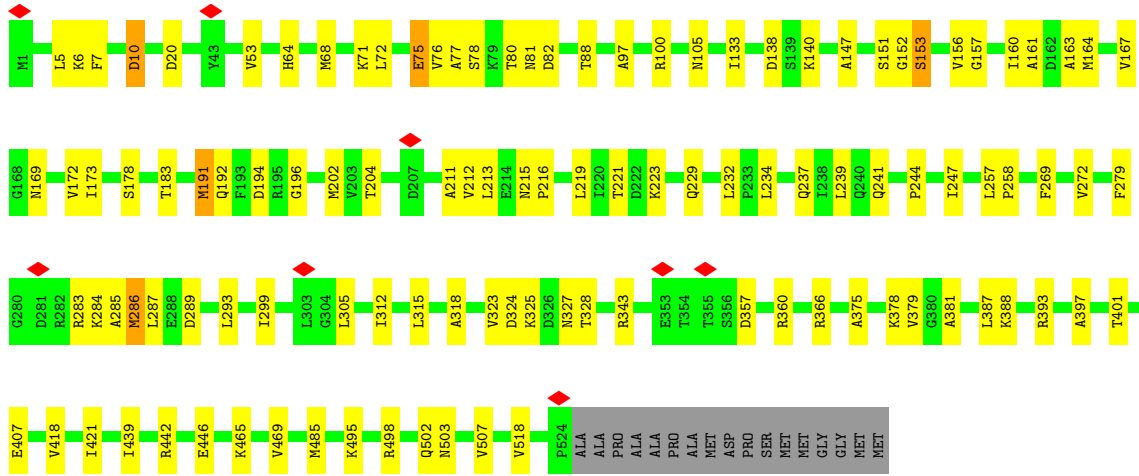 M1 L5 K6 F7 D10 D20 Y43 V53 H64 M68 K71 L72 E75 V76 A77 S78 K79 T80 N81 D82 T88 A97 R100 N105 I133 D138 S139 K140 A147 S151 G152 S153 V156 G157 I160 A161 D162 A163 M164 V167
G168 N169 V172 I173 S178 T183 M191 Q192 F193 D194 R195 G196 M202 V203 T204 D207 A211 V212 L213 E214 N215 P216 L219 I220 T221 D222 K223 Q229 L232 P233 L234 Q237 I238 L239 Q240 Q241 P244 I247 L257 P258 F269 V272 F279
G280 D281 R282 R283 K284 A285 M286 L287 E288 D289 L293 I299 L303 G304 L305 I312 L315 A318 V323 D324 K325 D326 N327 T328 R343 E353 T354 T355 S356 D357 R360 R366 A375 K378 V379 G380 A381 L387 K388 R393 A397 T401
E407 V418 I421 I439 R442 E446 K465 V469 M485 K495 R498 Q502 N503 V507 V518 P524 ALA ALA PRO ALA ALA PRO ALA MET ASP PRO SER MET MET GLY GLY MET MET